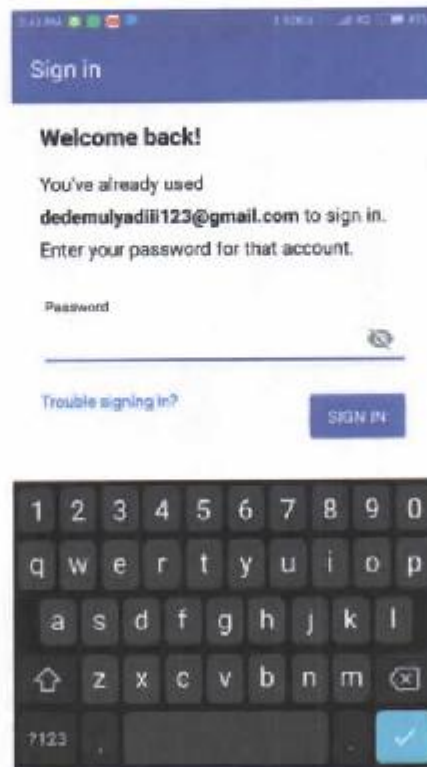 Sign in
Welcome back!
You've already used
dedemulyadiii123@gmail.com to sign in.
Enter your password for that account.
Password
Trouble signing in?
SIGN IN
1 2 3 4 5 6 7 8 9 0
q w e r t y u i o p
a s d f g h j k l
z x c v b n m
?123 , .